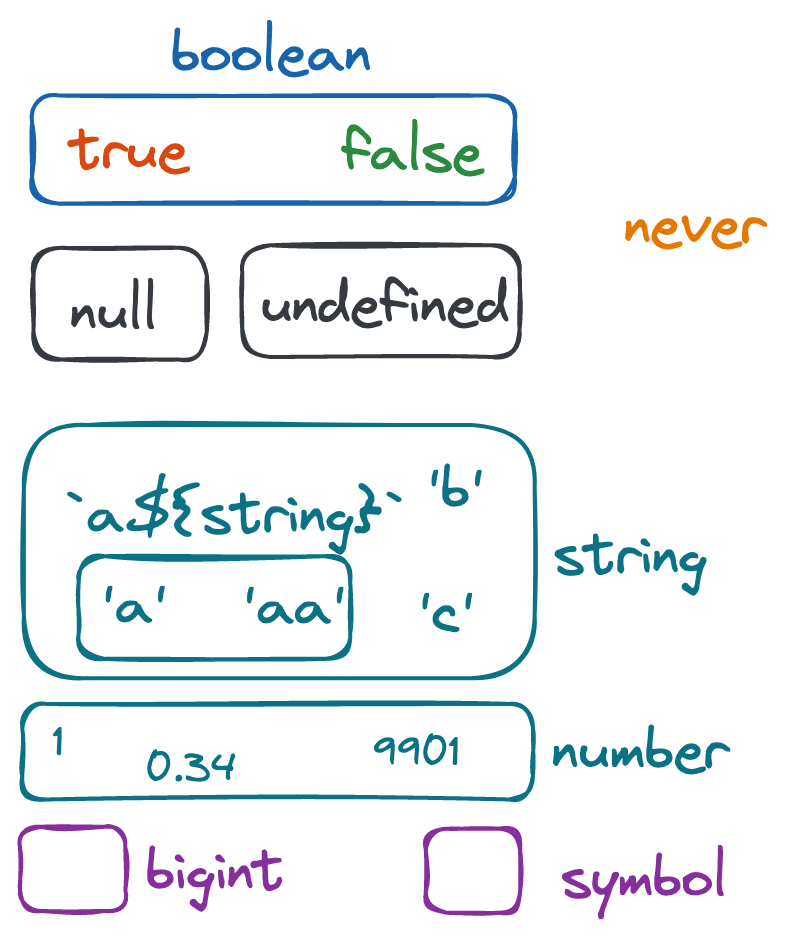 boolean
true false
never
null undefined
`a${string}` 'b'
string
'a' 'aa' 'c'
1 0.34 9901
number
bigint symbol